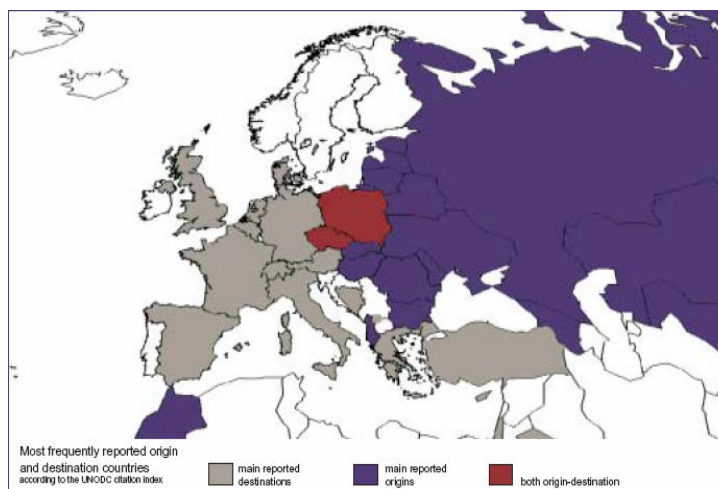 Most frequently reported origin
and destination countries
according to the UNODC citation index
main reported
destinations
main reported
origins
both origin-destination